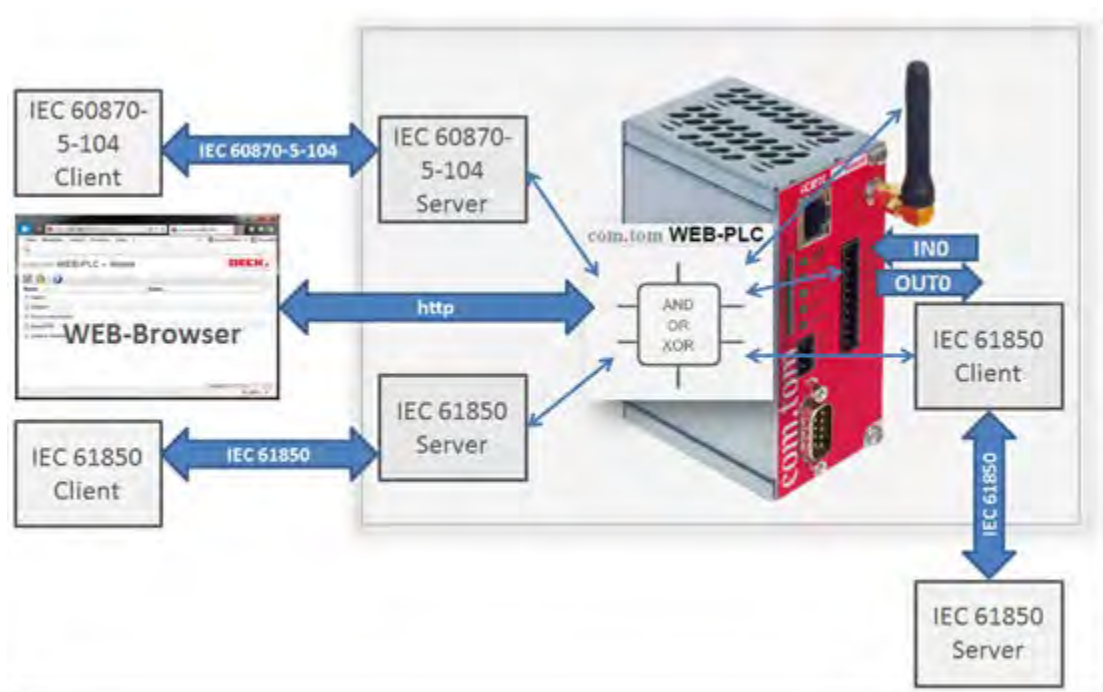 IEC 60870-
5-104
Client
IEC 60870-5-104
IEC 60870-
5-104
Server
com.tom WEB-PLC
IN0
OUT0
WEB-PLC
BECK
WEB-Browser
http
AND
OR
XOR
IEC 61850
Client
IEC 61850
Server
IEC 61850
IEC 61850
Client
com.tom
IEC 61850
IEC 61850
Server